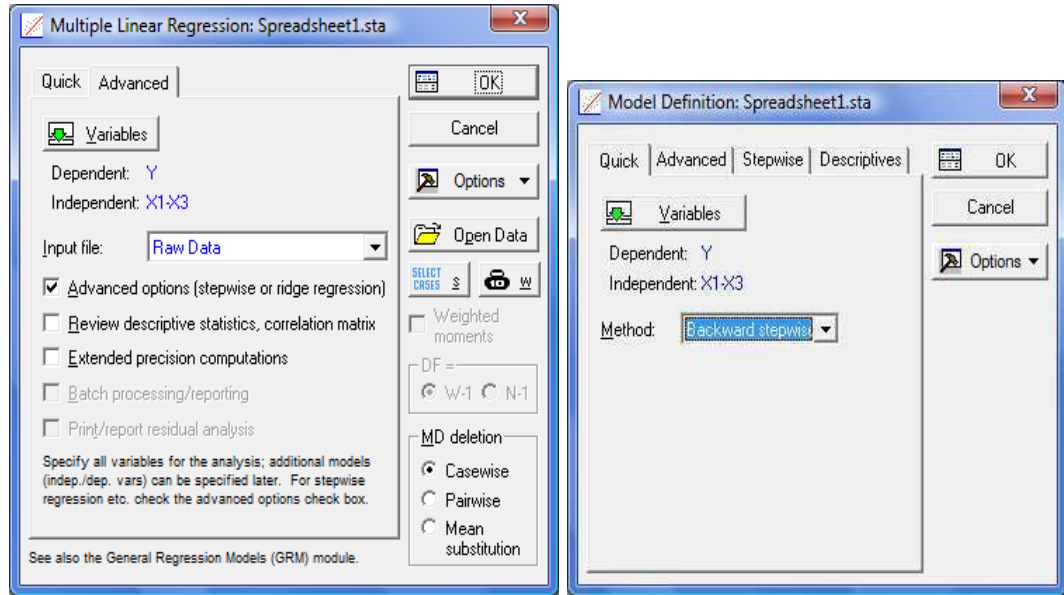 Multiple Linear Regression: Spreadsheet1.sta
Quick Advanced
Variables
Dependent: Y
Independent: X1-X3
Input file: Raw Data
Advanced options (stepwise or ridge regression)
Review descriptive statistics, correlation matrix
Extended precision computations
Batch processing/reporting
Print/report residual analysis
Specify all variables for the analysis; additional models
(indep./dep. vars) can be specified later. For stepwise
regression etc. check the advanced options check box.
See also the General Regression Models (GRM) module.
OK
Cancel
Options
Open Data
SELECT
CASES S W
Weighted
moments
DF =
W-1 N-1
MD deletion
Casewise
Pairwise
Mean
substitution
Model Definition: Spreadsheet1.sta
Quick Advanced Stepwise Descriptives
Variables
Dependent: Y
Independent: X1-X3
Method: Backward stepwise
OK
Cancel
Options